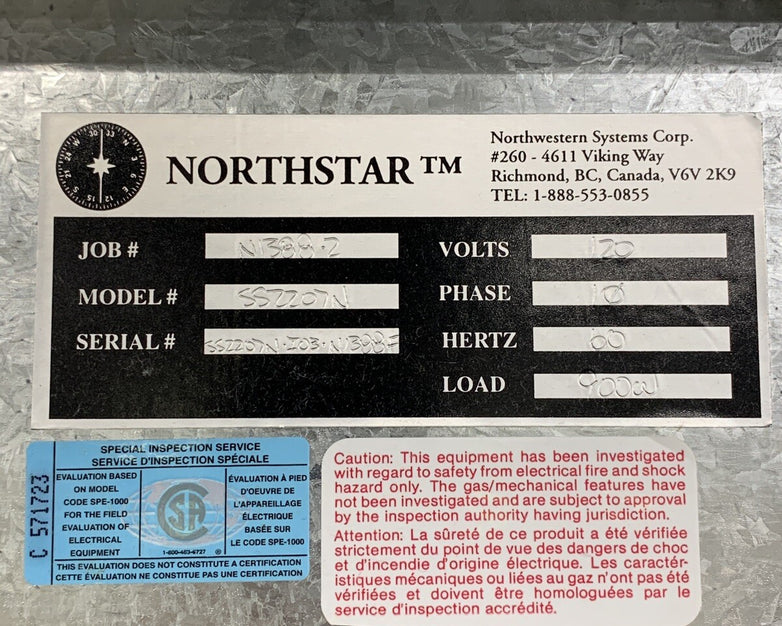 NORTHSTAR ™
Northwestern Systems Corp.
#260 - 4611 Viking Way
Richmond, BC, Canada, V6V 2K9
TEL: 1-888-553-0855
JOB #
MODEL # SS2207N
SERIAL #
VOLTS 120
PHASE 1Ø
HERTZ 60
LOAD 900W
C 571723
SPECIAL INSPECTION SERVICE
SERVICE D'INSPECTION SPÉCIALE
EVALUATION BASED
ON MODEL
CODE SPE-1000
FOR THE FIELD
EVALUATION OF
ELECTRICAL
EQUIPMENT
CSA
1-800-463-6727 ®
ÉVALUATION À PIED
D'OEUVRE DE
L'APPAREILLAGE
ÉLECTRIQUE
BASÉE SUR
LE CODE SPE-1000
THIS EVALUATION DOES NOT CONSTITUTE A CERTIFICATION
CETTE ÉVALUATION NE CONSTITUE PAS UNE CERTIFICATION
Caution: This equipment has been investigated
with regard to safety from electrical fire and shock
hazard only. The gas/mechanical features have
not been investigated and are subject to approval
by the inspection authority having jurisdiction.
Attention: La sûreté de ce produit a été vérifiée
strictement du point de vue des dangers de choc
et d'incendie d'origine électrique. Les caractér-
istiques mécaniques ou liées au gaz n'ont pas été
vérifiées et doivent être homologuées par le
service d'inspection accrédité.